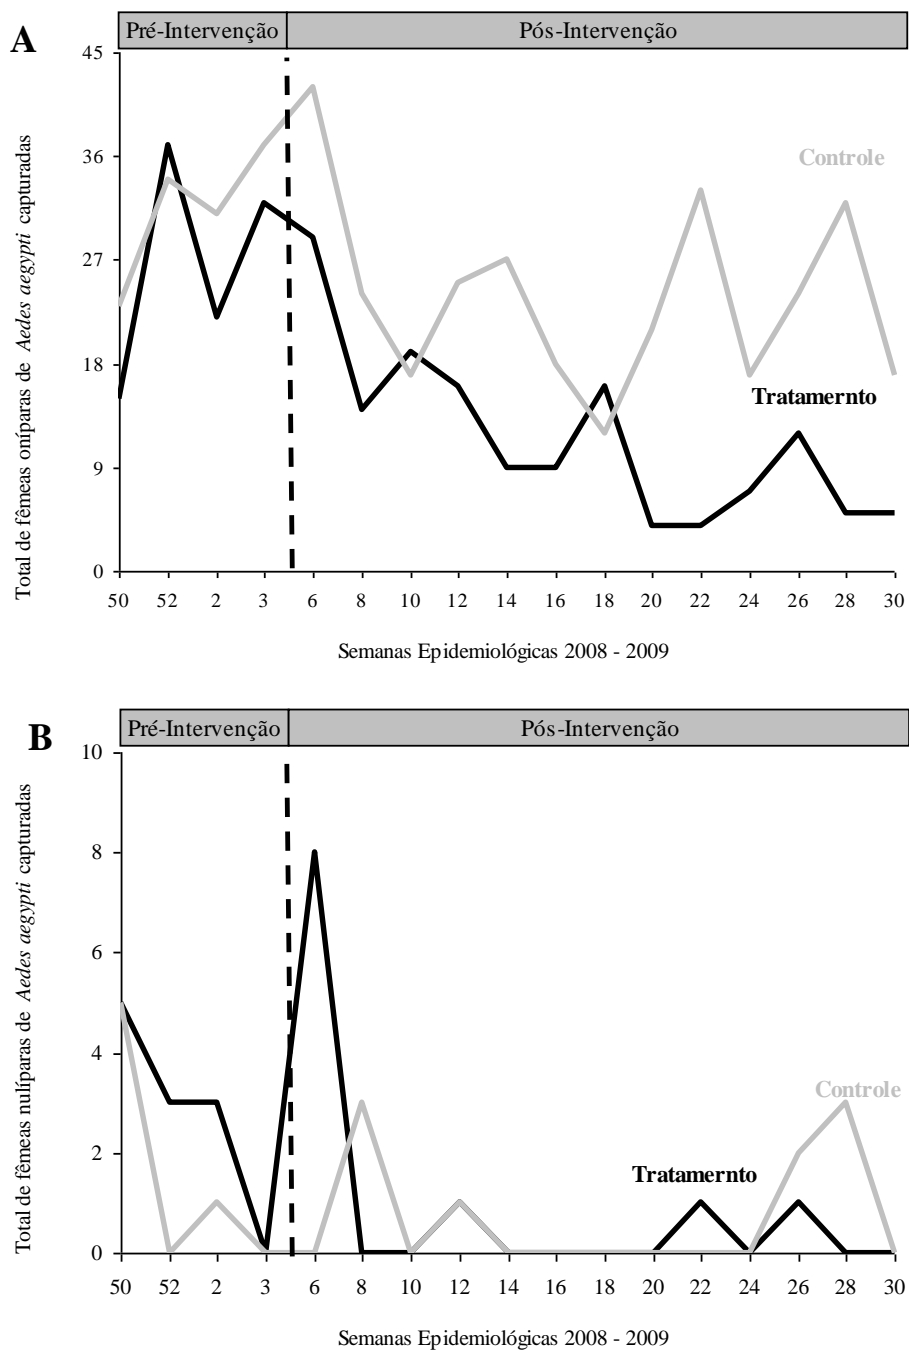 A
Pré-Intervenção
Pós-Intervenção
Total de fêmeas oníparas de Aedes aegypti capturadas
45
36
27
18
9
0
Controle
Tratamernto
50 52 2 3 6 8 10 12 14 16 18 20 22 24 26 28 30
Semanas Epidemiológicas 2008 - 2009
B
Pré-Intervenção
Pós-Intervenção
Total de fêmeas nulíparas de Aedes aegypti capturadas
10
8
6
4
2
0
Controle
Tratamernto
50 52 2 3 6 8 10 12 14 16 18 20 22 24 26 28 30
Semanas Epidemiológicas 2008 - 2009